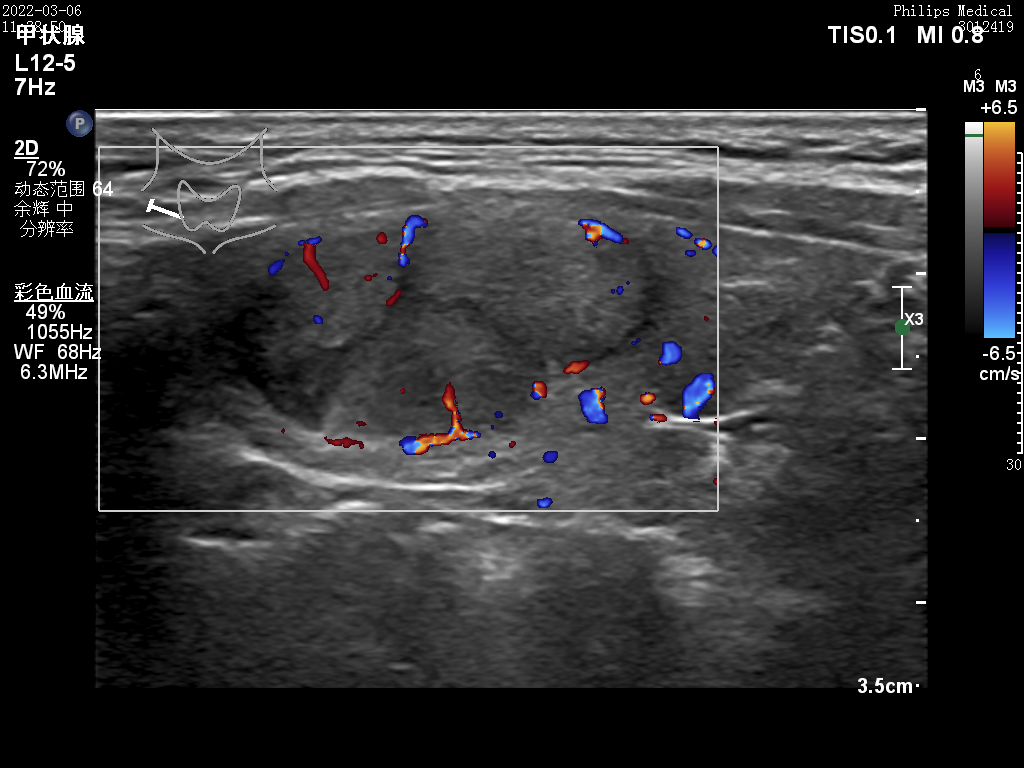 2022-03-06 Philips Medical
甲状腺 TIS0.1 MI 0.8
L12-5
7Hz
6
M3 M3
+6.5
P
2D
72%
动态范围 64
余辉 中
分辨率
彩色血流
49%
1055Hz
WF 68Hz
6.3MHz
X3
-6.5
cm/s
30
3.5cm